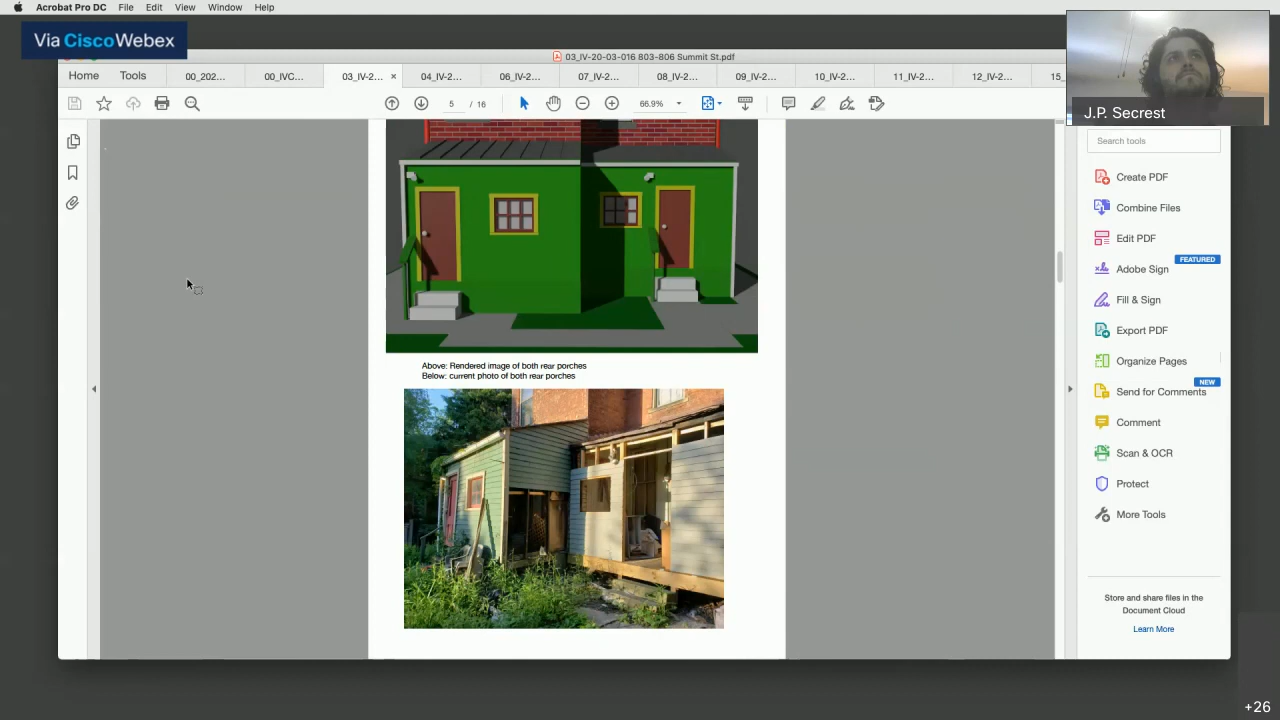 Acrobat Pro DC File Edit View Window Help
Via CiscoWebex
03_IV-20-03-016 803-806 Summit St.pdf
Home Tools 00_202... 00_IVC... 03_IV-2... × 04_IV-2... 06_IV-2... 07_IV-2... 08_IV-2... 09_IV-2... 10_IV-2... 11_IV-2... 12_IV-2... 15_
5 / 16 66.9%
J.P. Secrest
Search tools
Create PDF
Combine Files
Edit PDF
FEATURED
Adobe Sign
Fill & Sign
Export PDF
Organize Pages
NEW
Send for Comments
Comment
Scan & OCR
Protect
More Tools
Above: Rendered image of both rear porches
Below: current photo of both rear porches
Store and share files in the
Document Cloud
Learn More
+26